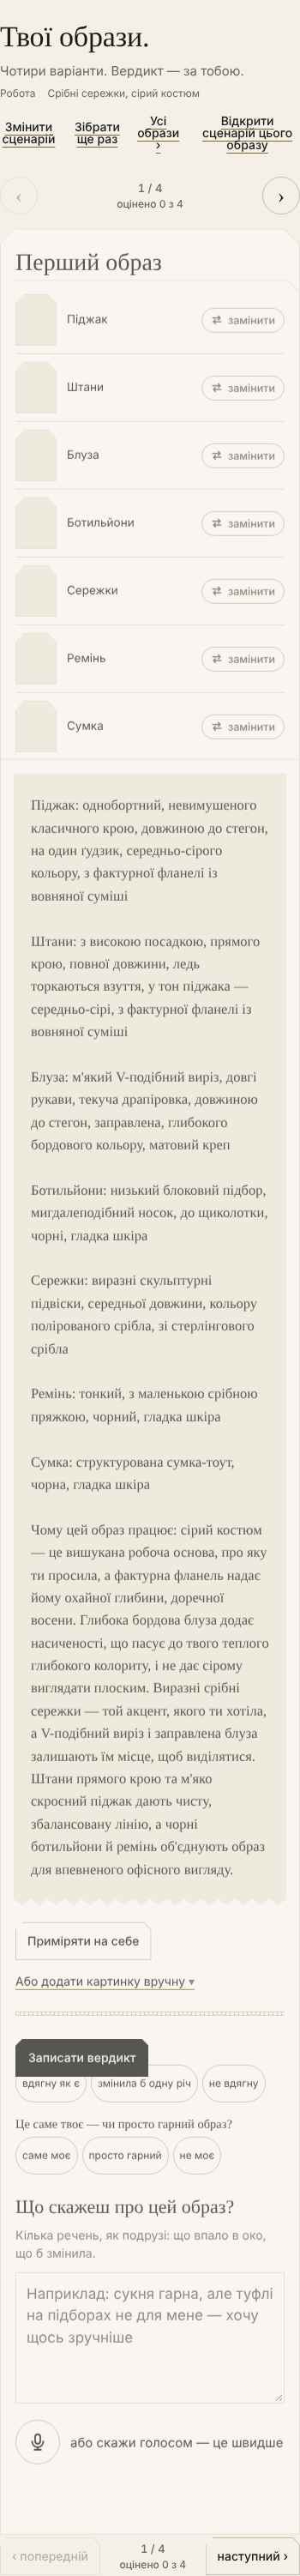 Твої образи.
Чотири варіанти. Вердикт — за тобою.
Робота Срібні сережки, сірий костюм
Змінити
сценарій
Зібрати
ще раз
Усі
образи
›
Відкрити
сценарій цього
образу
‹
1 / 4
оцінено 0 з 4
›
Перший образ
Піджак
⇄ замінити
Штани
⇄ замінити
Блуза
⇄ замінити
Ботильйони
⇄ замінити
Сережки
⇄ замінити
Ремінь
⇄ замінити
Сумка
⇄ замінити
Піджак: однобортний, невимушеного
класичного крою, довжиною до стегон,
на один ґудзик, середньо-сірого
кольору, з фактурної фланелі із
вовняної суміші
Штани: з високою посадкою, прямого
крою, повної довжини, ледь
торкаються взуття, у тон піджака —
середньо-сірі, з фактурної фланелі із
вовняної суміші
Блуза: м'який V-подібний виріз, довгі
рукави, текуча драпіровка, довжиною
до стегон, заправлена, глибокого
бордового кольору, матовий креп
Ботильйони: низький блоковий підбор,
мигдалеподібний носок, до щиколотки,
чорні, гладка шкіра
Сережки: виразні скульптурні
підвіски, середньої довжини, кольору
полірованого срібла, зі стерлінгового
срібла
Ремінь: тонкий, з маленькою срібною
пряжкою, чорний, гладка шкіра
Сумка: структурована сумка-тоут,
чорна, гладка шкіра
Чому цей образ працює: сірий костюм
— це вишукана робоча основа, про яку
ти просила, а фактурна фланель надає
йому охайної глибини, доречної
восени. Глибока бордова блуза додає
насиченості, що пасує до твого теплого
глибокого колориту, і не дає сірому
виглядати плоским. Виразні срібні
сережки — той акцент, якого ти хотіла,
а V-подібний виріз і заправлена блуза
залишають їм місце, щоб виділятися.
Штани прямого крою та м'яко
скроєний піджак дають чисту,
збалансовану лінію, а чорні
ботильйони й ремінь об'єднують образ
для впевненого офісного вигляду.
Приміряти на себе
Або додати картинку вручну ▾
Записати вердикт
вдягну як є
змінила б одну річ
не вдягну
Це саме твоє — чи просто гарний образ?
саме моє
просто гарний
не моє
Що скажеш про цей образ?
Кілька речень, як подрузі: що впало в око,
що б змінила.
Наприклад: сукня гарна, але туфлі
на підборах не для мене — хочу
щось зручніше
або скажи голосом — це швидше
‹ попередній
1 / 4
оцінено 0 з 4
наступний ›